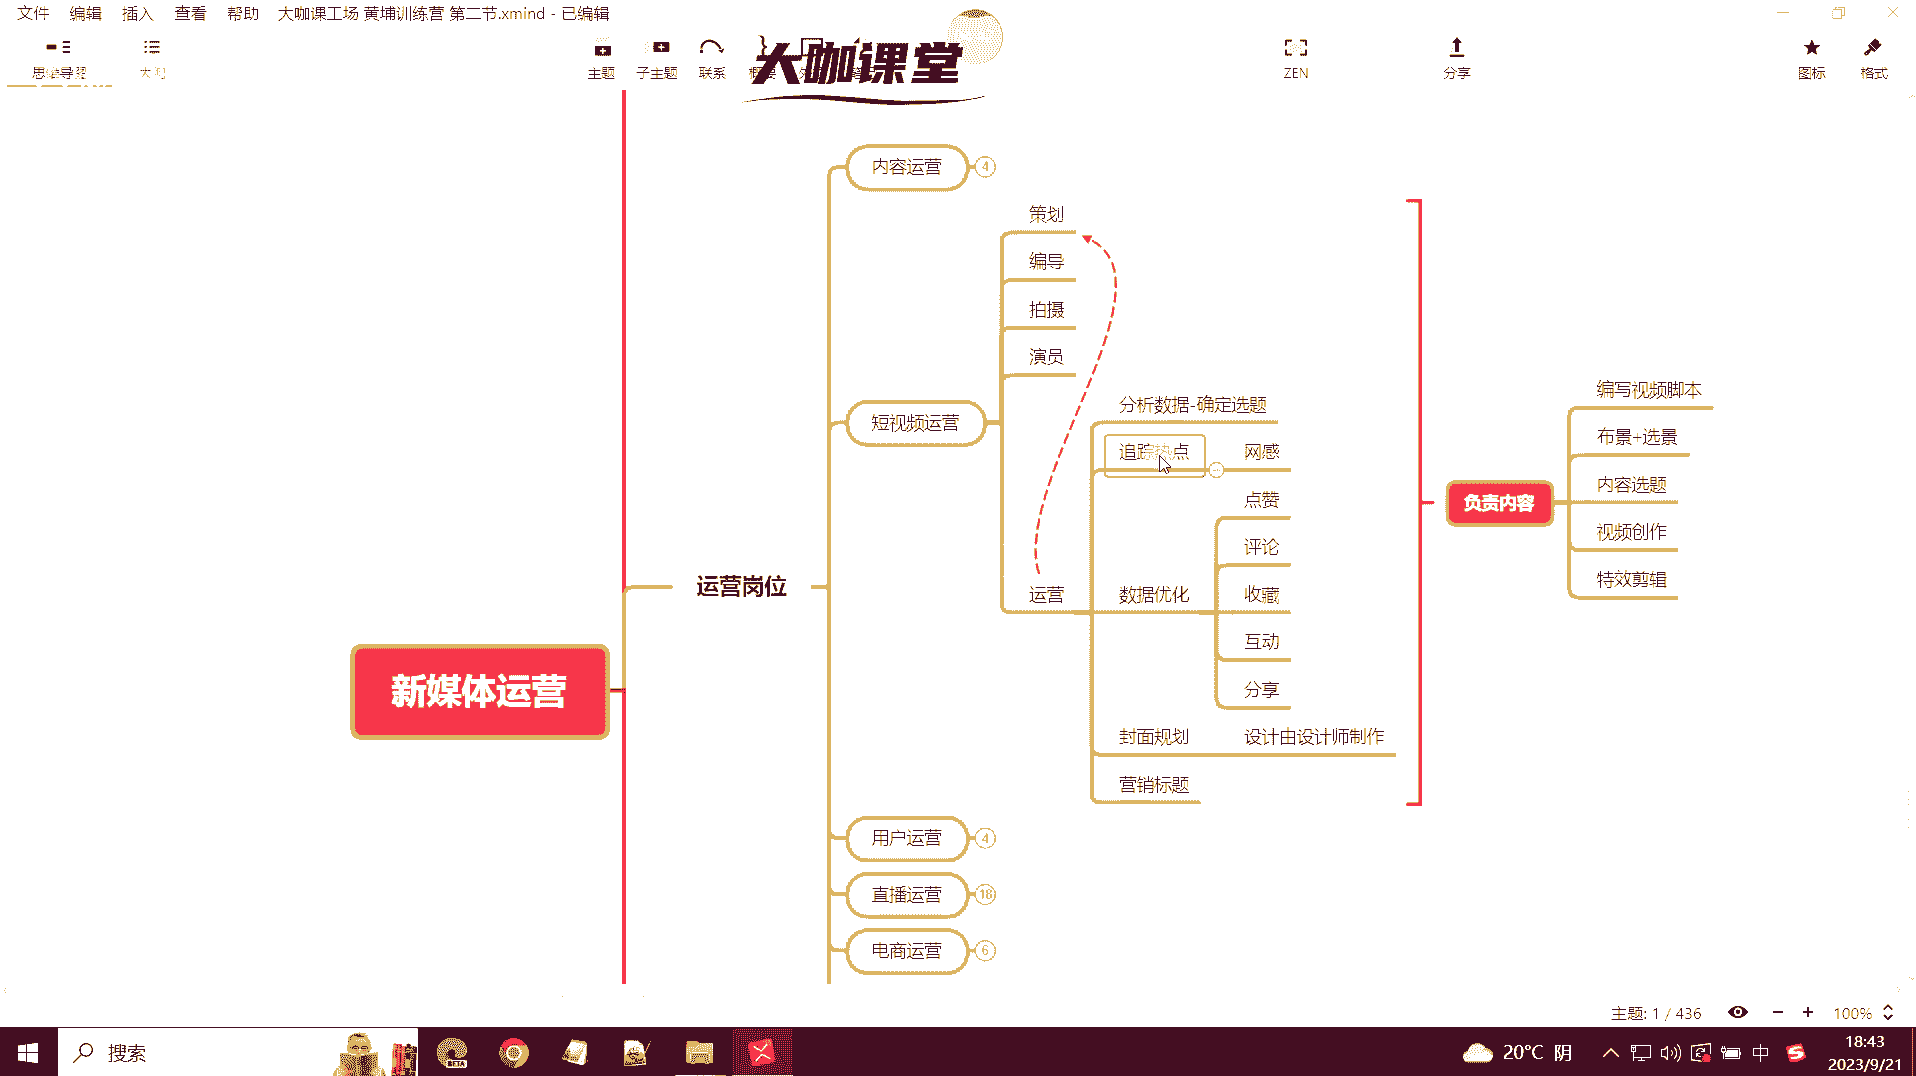 文件 编辑 插入 查看 帮助 大咖课工场 黄埔训练营 第二节.xmind - 已编辑
思维导图 大纲 主题 子主题 联系 概要 ZEN 分享 图标 格式
大咖课堂
内容运营 4
策划
编导
拍摄
演员
短视频运营
分析数据-确定选题
追踪热点 网感
点赞
评论
运营 数据优化 收藏
互动
分享
封面规划 设计由设计师制作
营销标题
编写视频脚本
布景+选景
负责内容 内容选题
视频创作
特效剪辑
运营岗位
新媒体运营
用户运营 4
直播运营 18
电商运营 6
主题: 1 / 436 100%
搜索 BETA 20°C 阴 中 18:43
2023/9/21